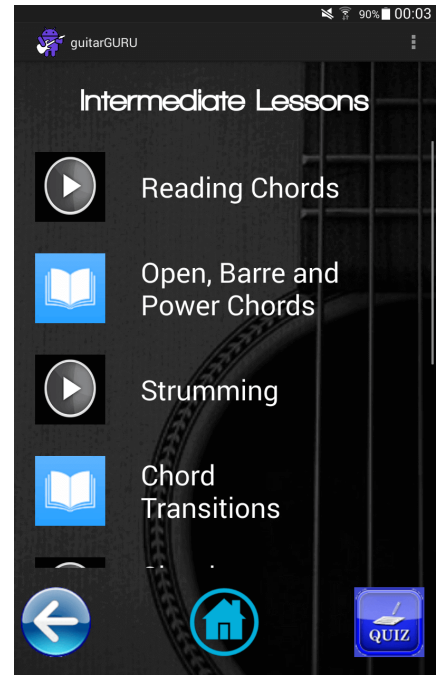 90% 00:03
guitarGURU
Intermediate Lessons
Reading Chords
Open, Barre and
Power Chords
Strumming
Chord
Transitions
QUIZ